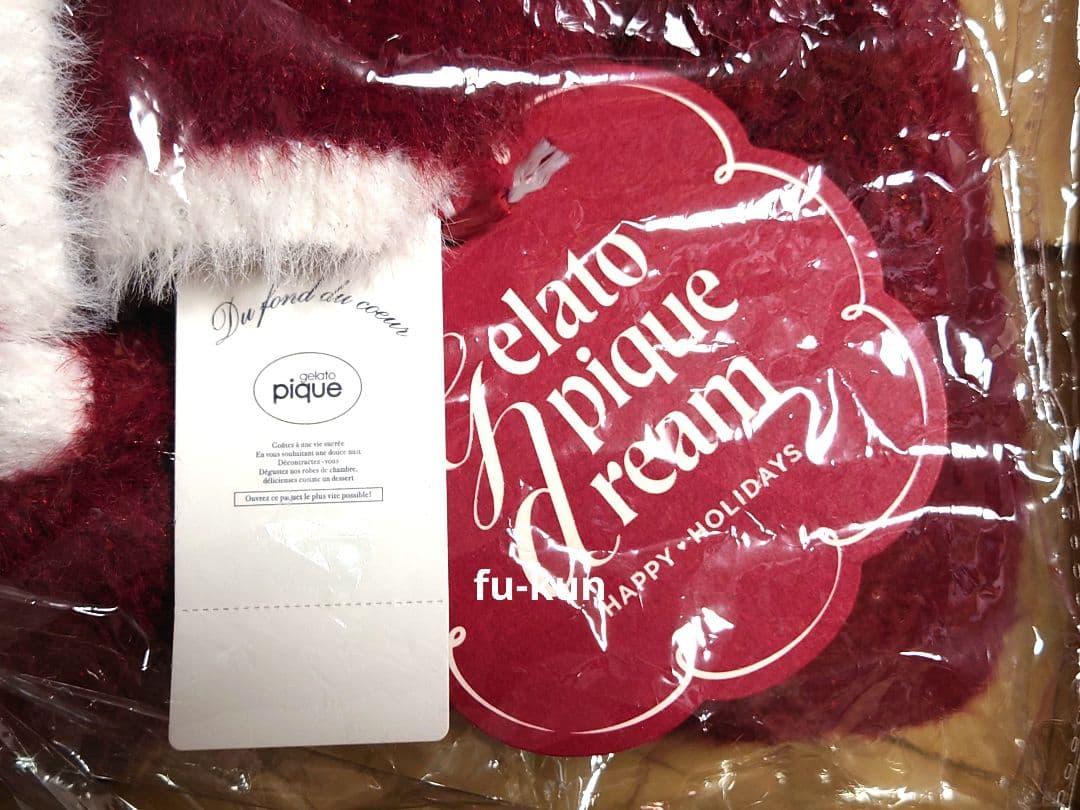 Du fond du coeur
gelato
pique
Goûtez à une vie sucrée
En vous souhaitant une douce nuit
Décontractez-vous
Dégustez nos robes de chambre,
délicieuses comme un dessert
Ouvrez ce paquet le plus vite possible!
gelato
pique
dream
HAPPY♥HOLIDAYS
fu-kun